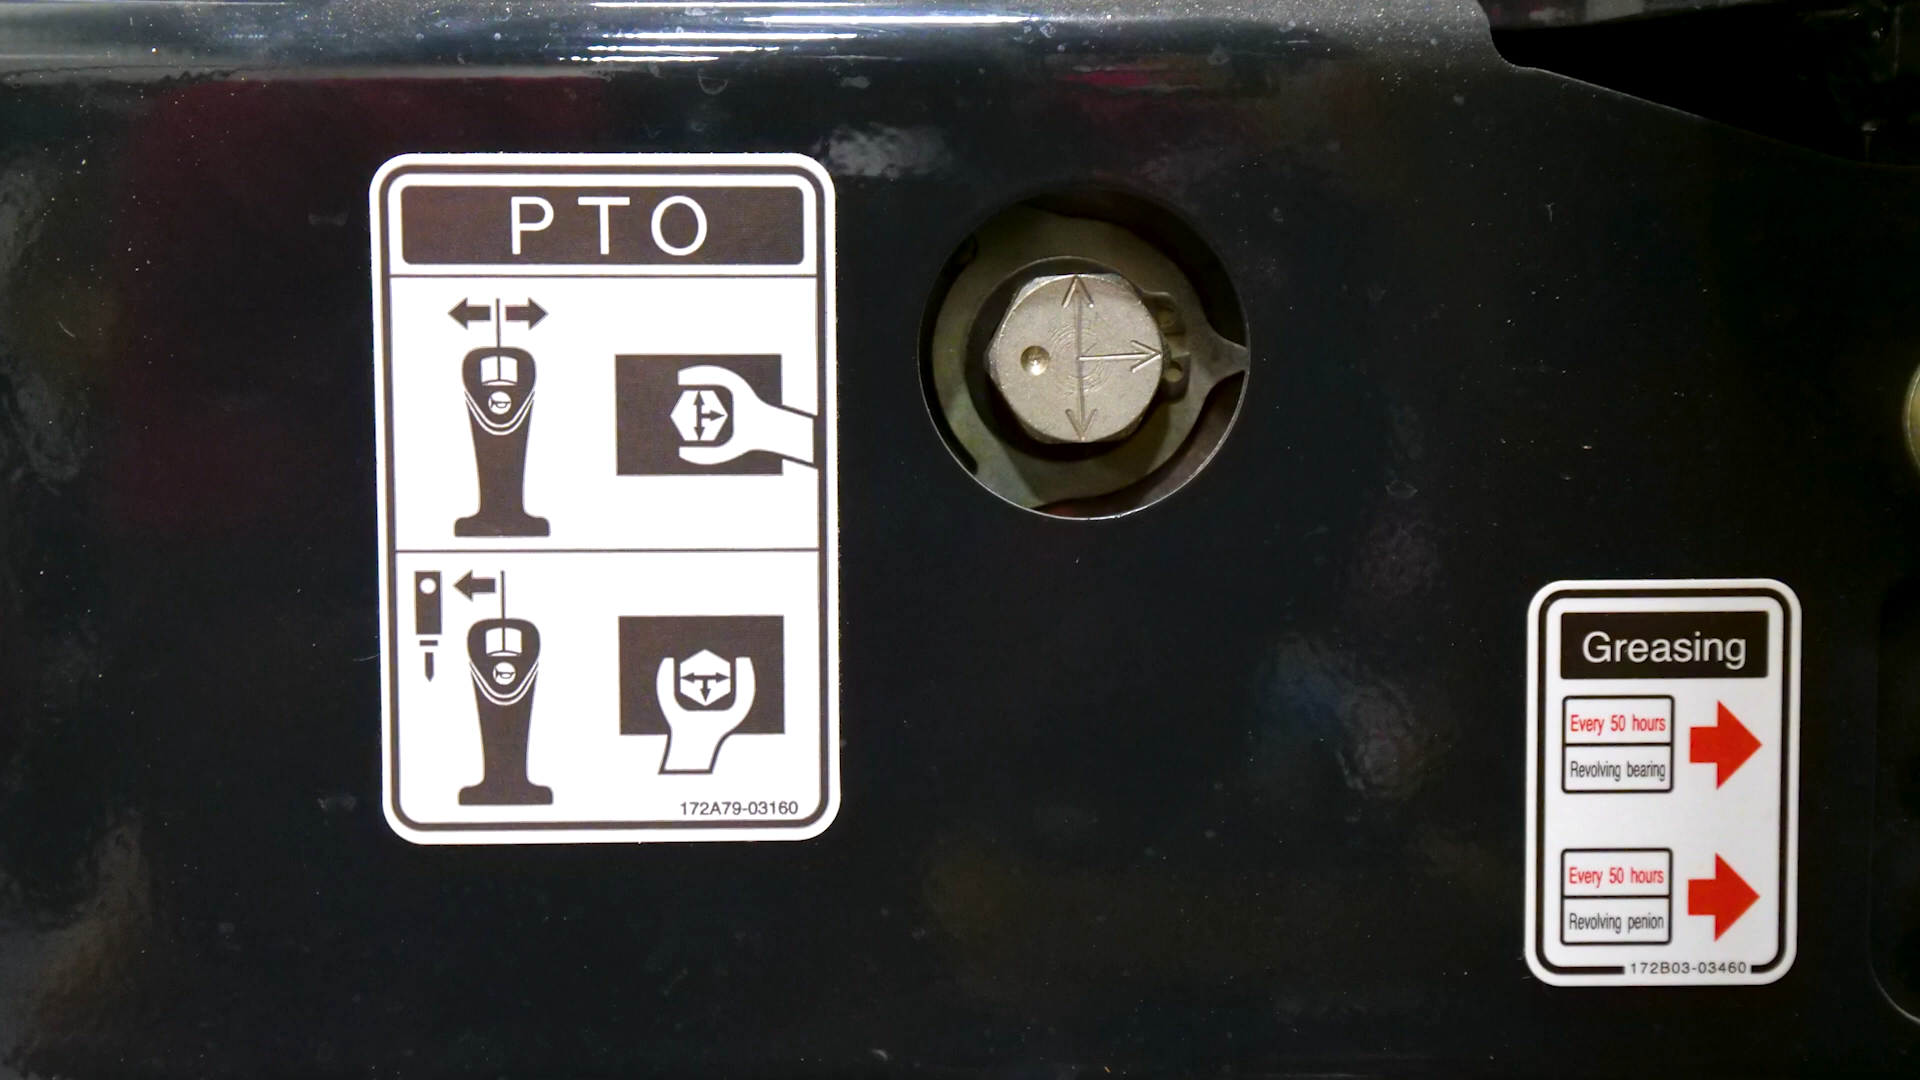 PTO
172A79-03160
Greasing
Every 50 hours
Revolving bearing
Every 50 hours
Revolving penion
172B03-03460